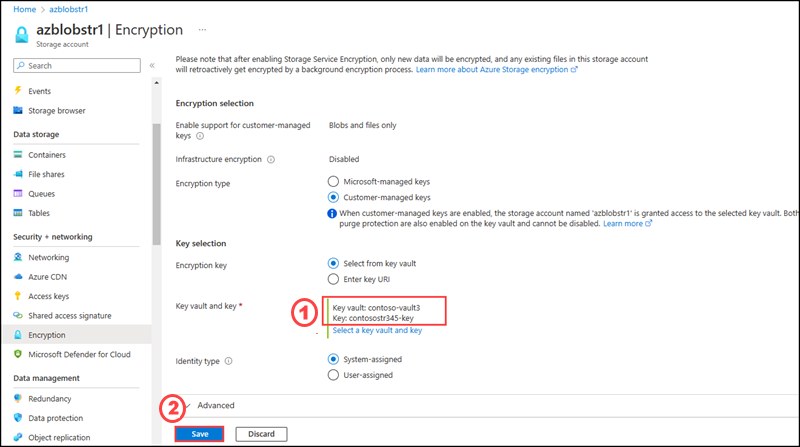 Home > azblobstr1
azblobstr1 | Encryption ...
Storage account
Search
«
Events
Storage browser
Data storage
Containers
File shares
Queues
Tables
Security + networking
Networking
Azure CDN
Access keys
Shared access signature
Encryption
Microsoft Defender for Cloud
Data management
Redundancy
Data protection
Object replication
Please note that after enabling Storage Service Encryption, only new data will be encrypted, and any existing files in this storage account
will retroactively get encrypted by a background encryption process. Learn more about Azure Storage encryption
Encryption selection
Enable support for customer-managed
keys
Blobs and files only
Infrastructure encryption
Disabled
Encryption type
Microsoft-managed keys
Customer-managed keys
When customer-managed keys are enabled, the storage account named 'azblobstr1' is granted access to the selected key vault. Both
purge protection are also enabled on the key vault and cannot be disabled. Learn more
Key selection
Encryption key
Select from key vault
Enter key URI
Key vault and key *
1
Key vault: contoso-vault3
Key: contosostr345-key
Select a key vault and key
Identity type
System-assigned
User-assigned
2
Advanced
Save
Discard